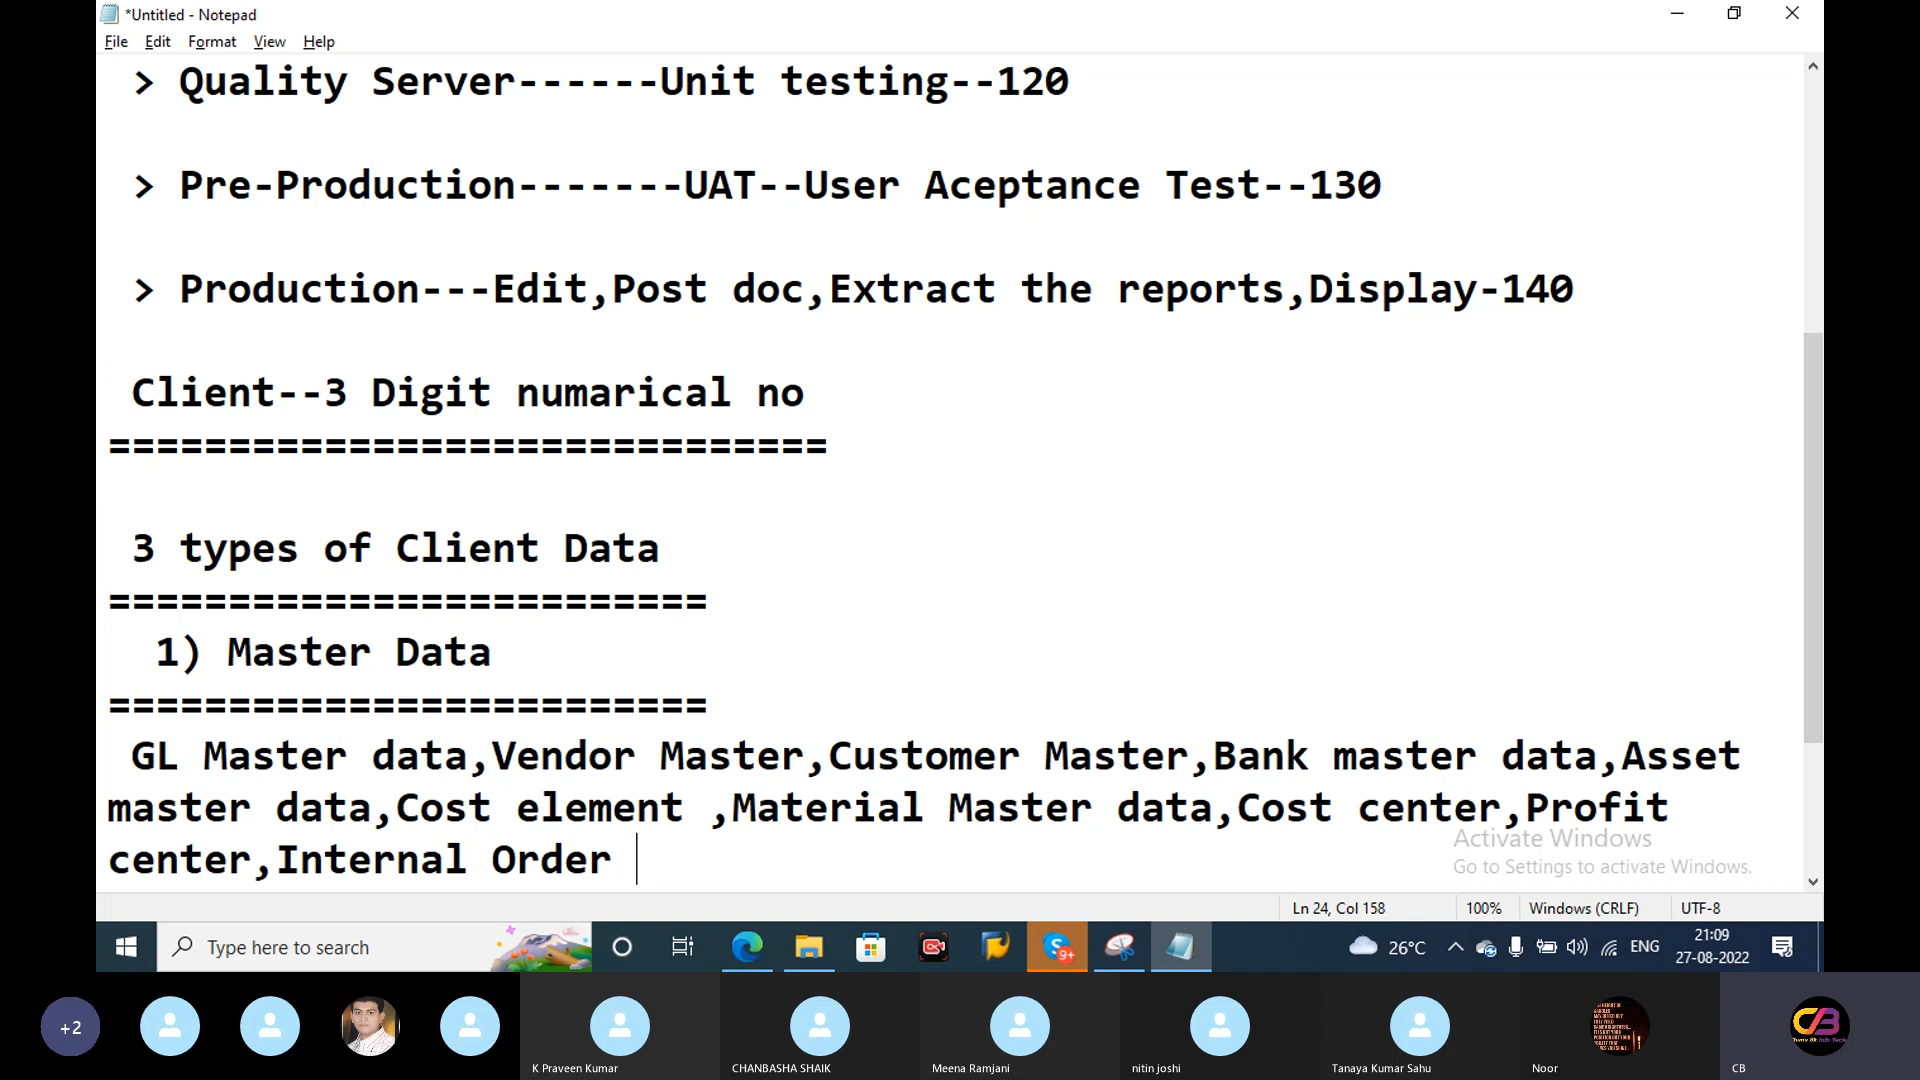 *Untitled - Notepad
File Edit Format View Help
> Quality Server------Unit testing--120
> Pre-Production-------UAT--User Aceptance Test--130
> Production---Edit,Post doc,Extract the reports,Display-140
Client--3 Digit numarical no
==============================
3 types of Client Data
=========================
1) Master Data
=========================
GL Master data,Vendor Master,Customer Master,Bank master data,Asset
master data,Cost element ,Material Master data,Cost center,Profit
center,Internal Order
Activate Windows
Go to Settings to activate Windows.
Ln 24, Col 158 100% Windows (CRLF) UTF-8
Type here to search 9+ 26°C ENG 21:09
27-08-2022
+2
K Praveen Kumar CHANBASHA SHAIK Meena Ramjani nitin joshi Tanaya Kumar Sahu Noor CB